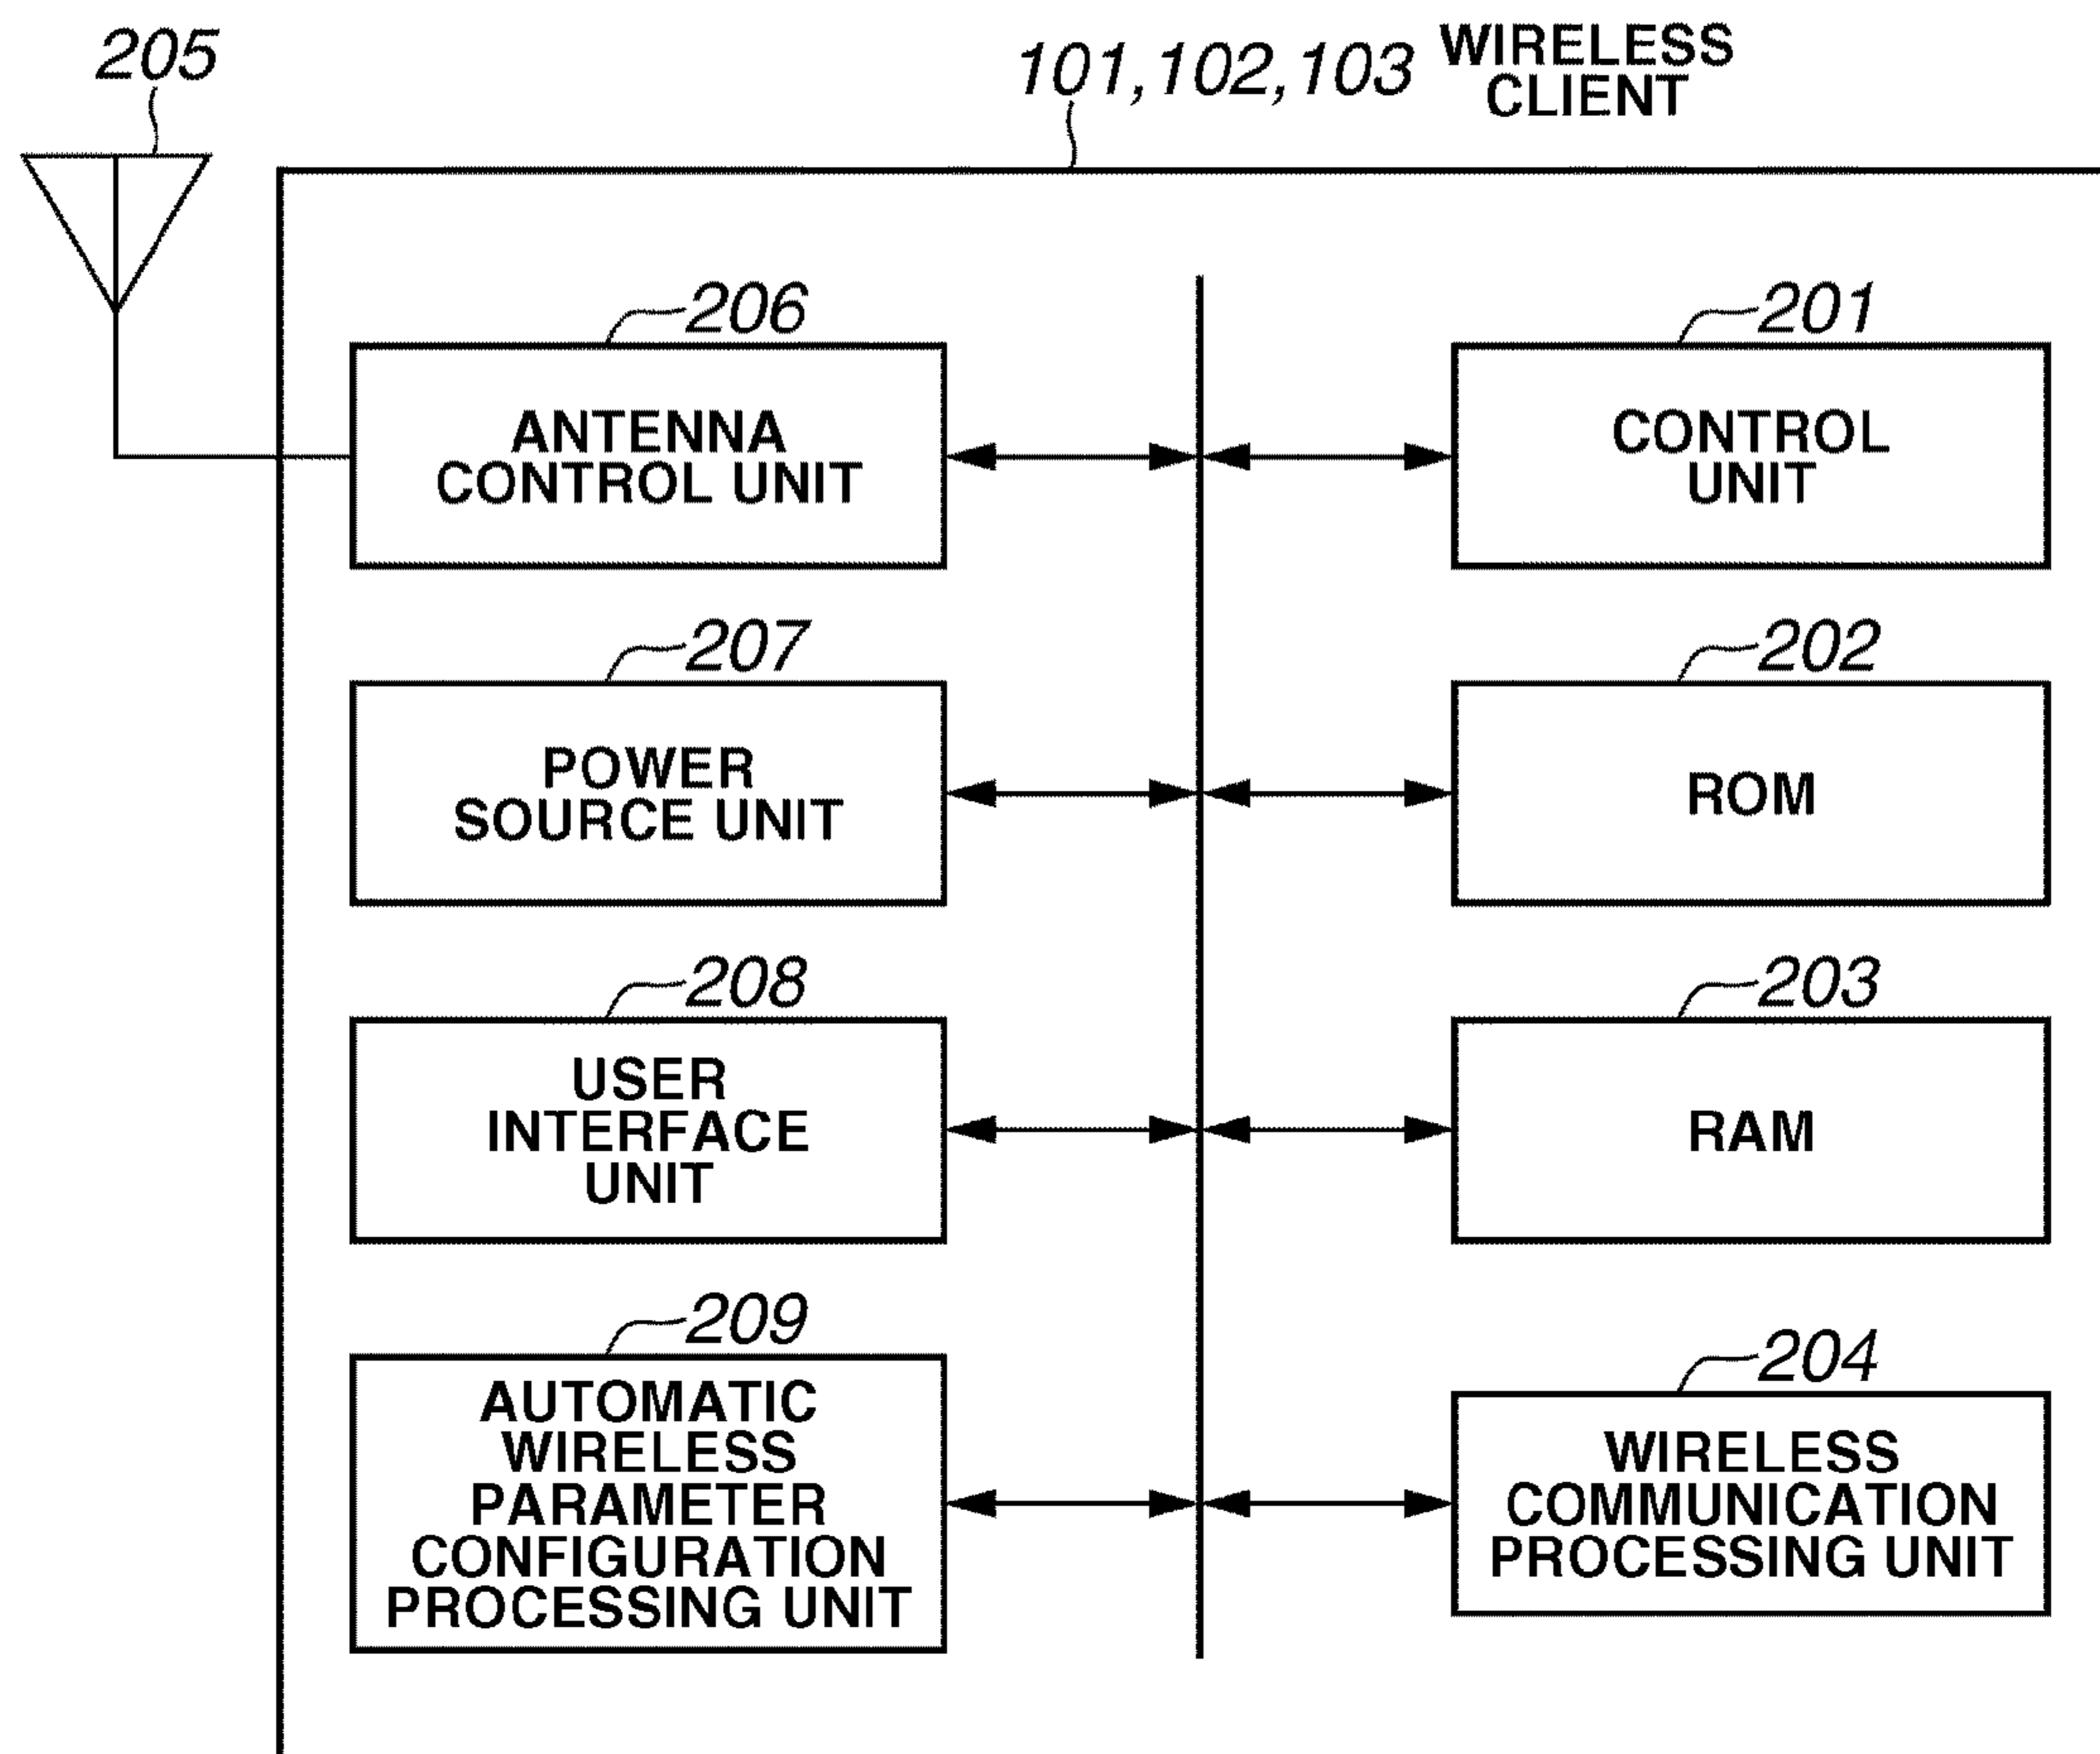 205
101,102,103 WIRELESS
CLIENT
206
ANTENNA
CONTROL UNIT
201
CONTROL
UNIT
207
POWER
SOURCE UNIT
202
ROM
208
USER
INTERFACE
UNIT
203
RAM
209
AUTOMATIC
WIRELESS
PARAMETER
CONFIGURATION
PROCESSING UNIT
204
WIRELESS
COMMUNICATION
PROCESSING UNIT